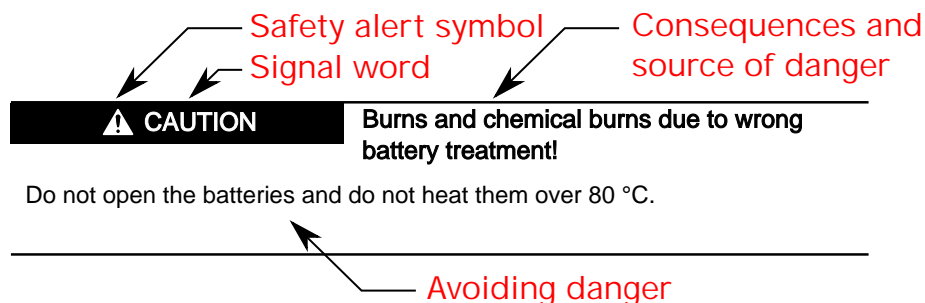 Safety alert symbol
Signal word
Consequences and
source of danger
CAUTION
Burns and chemical burns due to wrong
battery treatment!
Do not open the batteries and do not heat them over 80 °C.
Avoiding danger